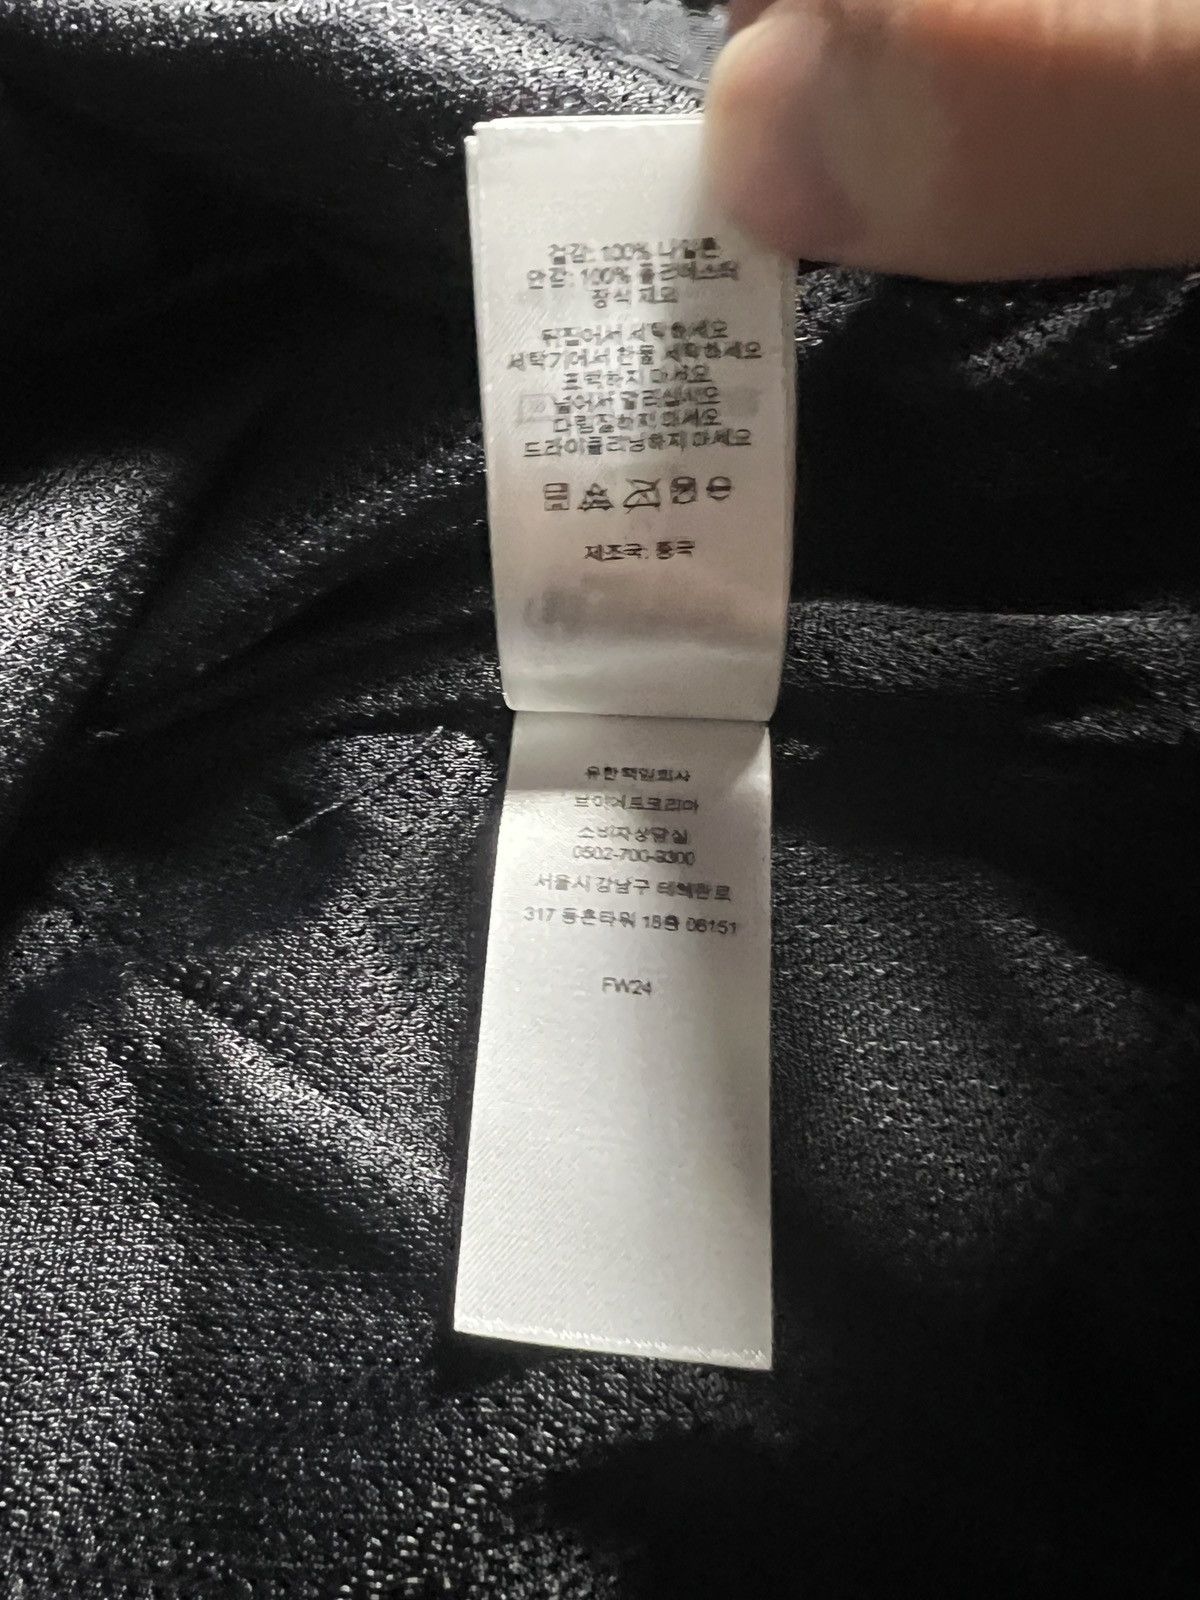 겉감: 100% 나일론
안감: 100% 폴리에스터
장식 제외
뒤집어서 세탁하세요
세탁기에서 찬물 세탁하세요
표백하지 마세요
널어서 말리십시오
다림질하지 마세요
드라이클리닝하지 마세요
제조국: 중국
유한책임회사
브이에프코리아
소비자상담실
0502-700-9300
서울시 강남구 테헤란로
317 동훈타워 06151
FW24